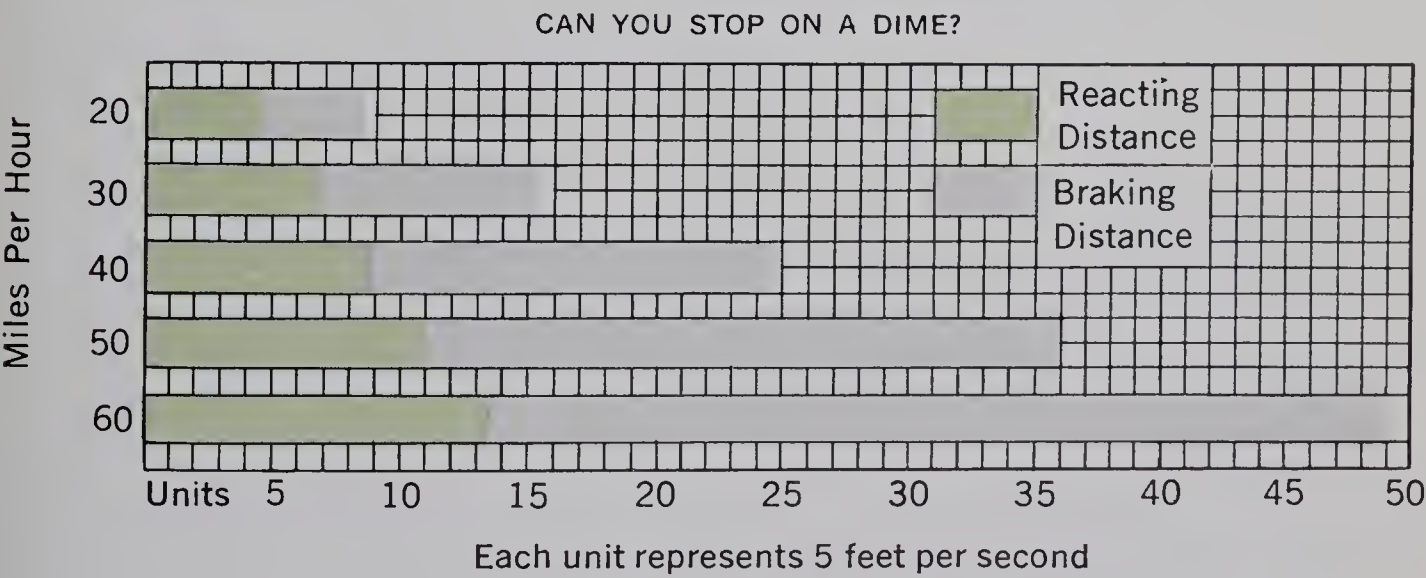 CAN YOU STOP ON A DIME?
Miles Per Hour
20
30
40
50
60
Reacting
Distance
Braking
Distance
Units 5 10 15 20 25 30 35 40 45 50
Each unit represents 5 feet per second